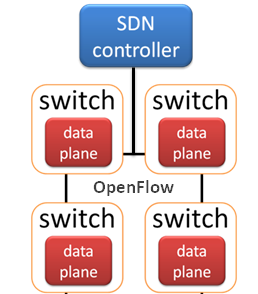 SDN
controller
switch
data
plane
switch
data
plane
OpenFlow
switch
data
plane
switch
data
plane